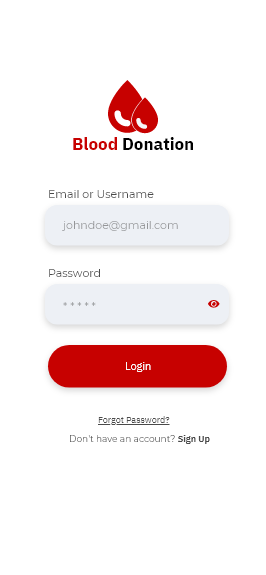 Blood Donation
Email or Username
johndoe@gmail.com
Password
*****
Login
Forgot Password?
Don't have an account? Sign Up